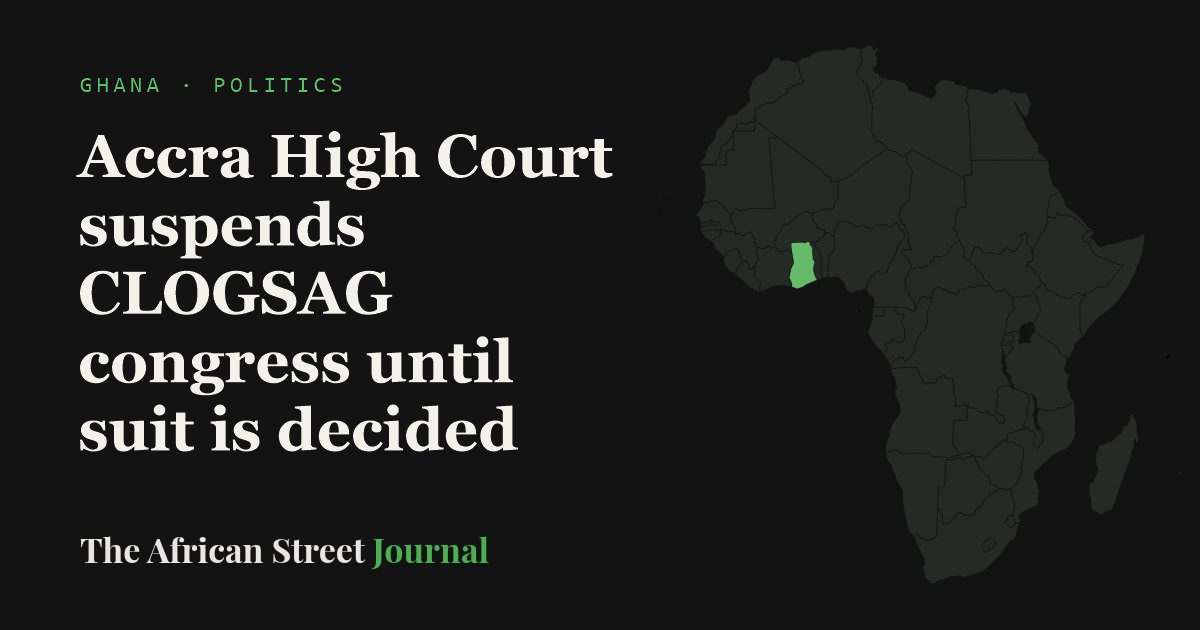 GHANA · POLITICS
Accra High Court
suspends
CLOGSAG
congress until
suit is decided
The African Street Journal